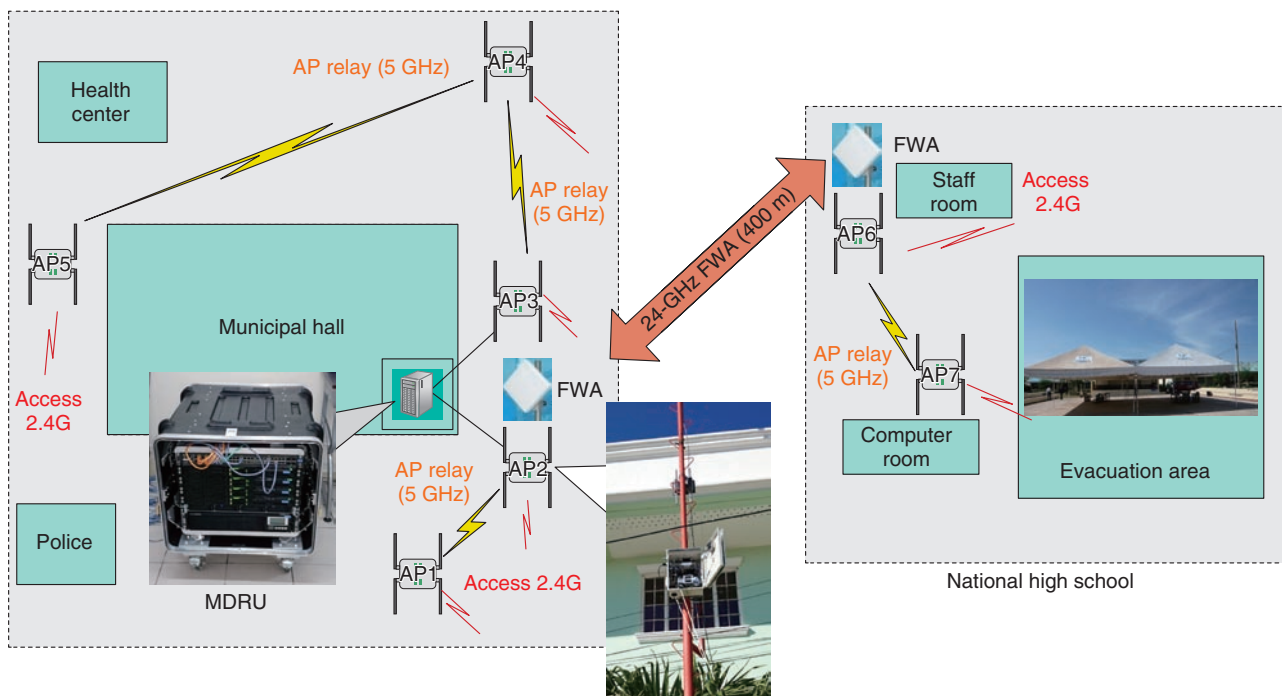 AP4
AP relay (5 GHz)
Health
center
AP relay
(5 GHz)
AP5
Municipal hall
AP3
FWA
Access
2.4G
AP2
AP relay
(5 GHz)
Police
AP1
Access 2.4G
MDRU
24-GHz FWA (400 m)
FWA
Staff
room
Access
2.4G
AP6
AP relay
(5 GHz)
AP7
Computer
room
Evacuation area
National high school